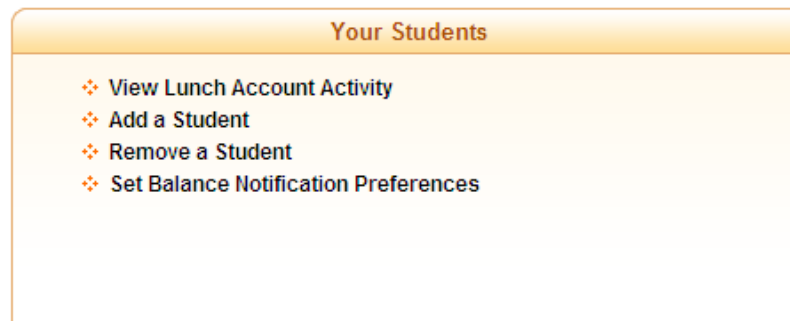 Your Students
View Lunch Account Activity
Add a Student
Remove a Student
Set Balance Notification Preferences